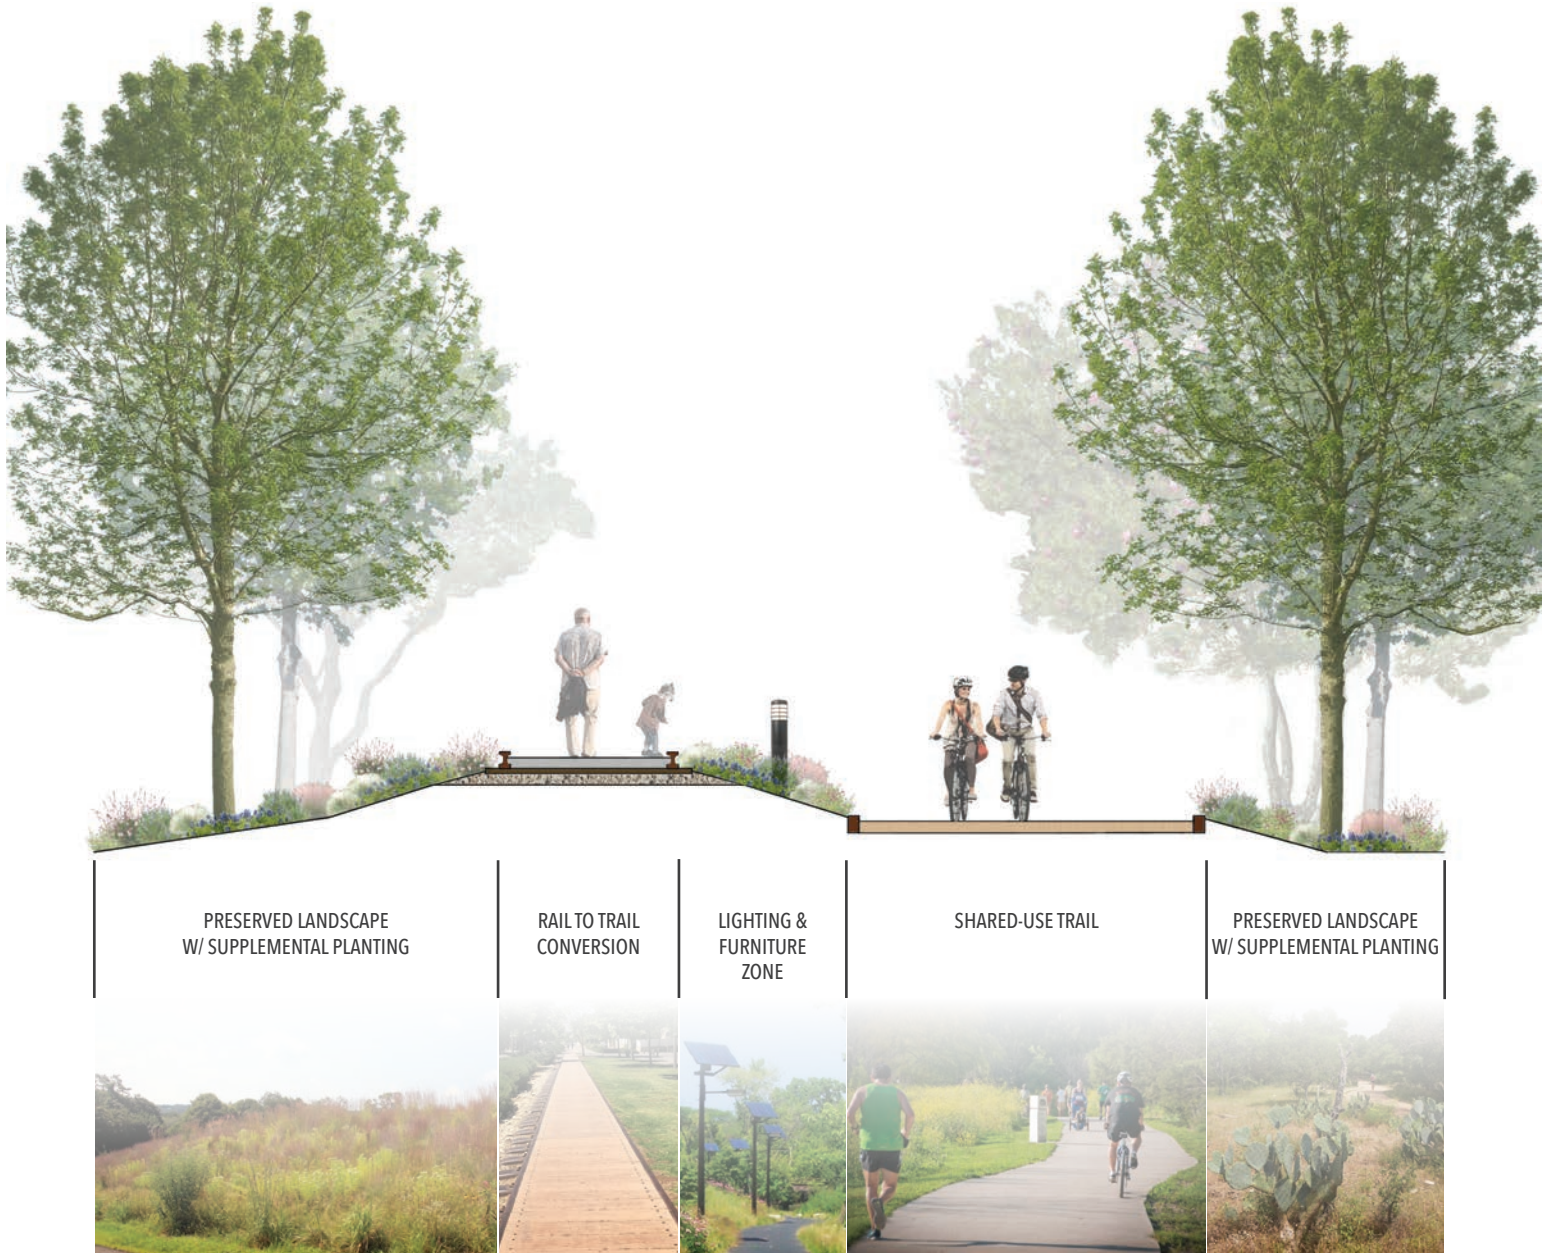 PRESERVED LANDSCAPE
W/ SUPPLEMENTAL PLANTING
RAIL TO TRAIL
CONVERSION
LIGHTING &
FURNITURE
ZONE
SHARED-USE TRAIL
PRESERVED LANDSCAPE
W/ SUPPLEMENTAL PLANTING